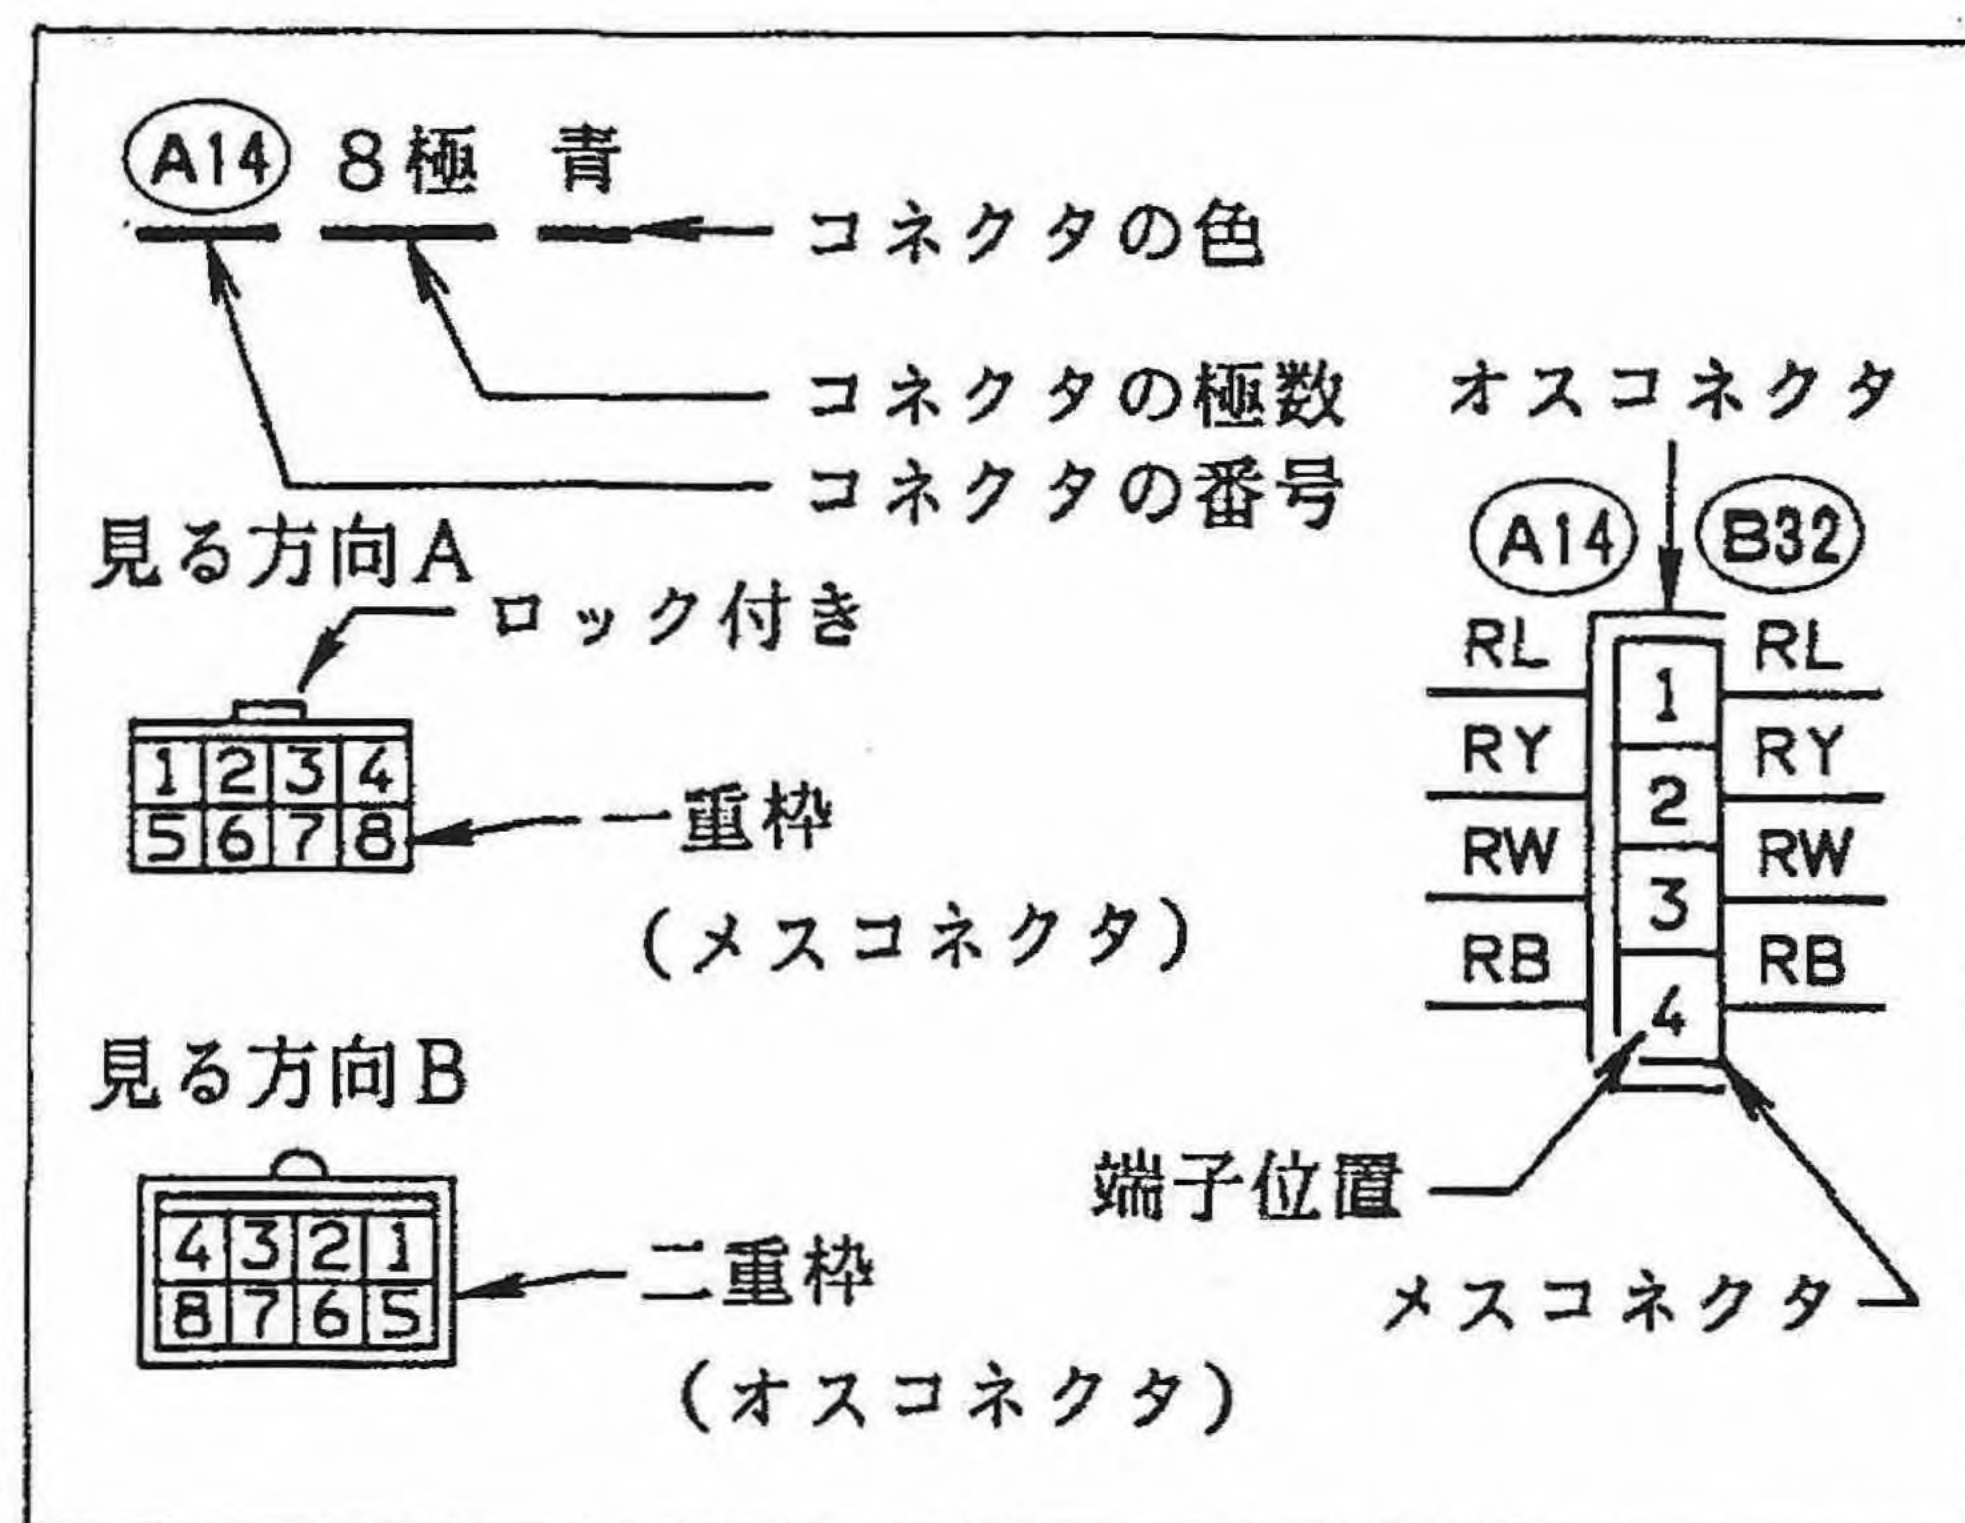 A14 8極 青
コネクタの色
コネクタの極数
コネクタの番号
見る方向A
ロック付き
1 2 3 4
5 6 7 8
一重枠
(メスコネクタ)
見る方向B
4 3 2 1
8 7 6 5
二重枠
(オスコネクタ)
オスコネクタ
A14 B32
RL 1 RL
RY 2 RY
RW 3 RW
RB 4 RB
端子位置
メスコネクタ